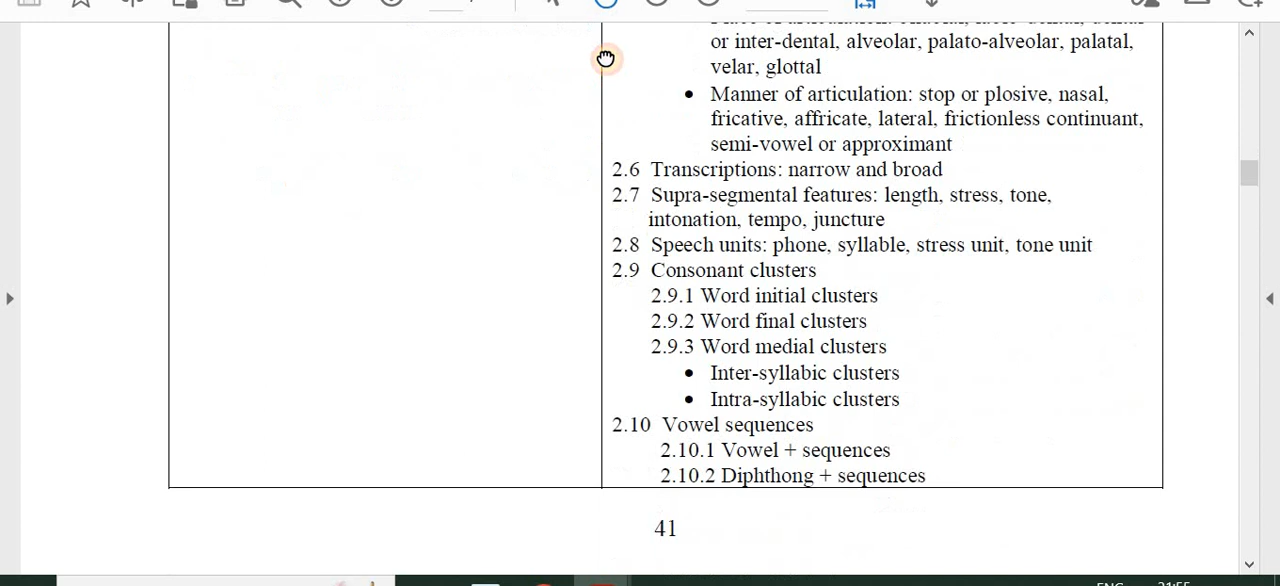 or inter-dental, alveolar, palato-alveolar, palatal,
velar, glottal
• Manner of articulation: stop or plosive, nasal,
fricative, affricate, lateral, frictionless continuant,
semi-vowel or approximant
2.6 Transcriptions: narrow and broad
2.7 Supra-segmental features: length, stress, tone,
intonation, tempo, juncture
2.8 Speech units: phone, syllable, stress unit, tone unit
2.9 Consonant clusters
2.9.1 Word initial clusters
2.9.2 Word final clusters
2.9.3 Word medial clusters
• Inter-syllabic clusters
• Intra-syllabic clusters
2.10 Vowel sequences
2.10.1 Vowel + sequences
2.10.2 Diphthong + sequences
41